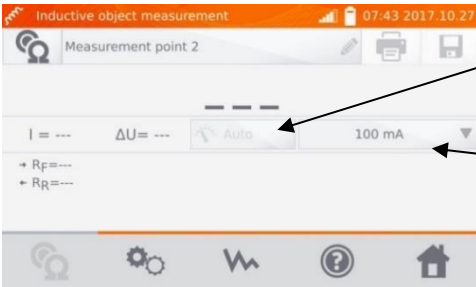 Inductive object measurement 07:43 2017.10.27
Measurement point 2
---
I = --- ΔU= --- Auto 100 mA
→ RF=---
← RR=---